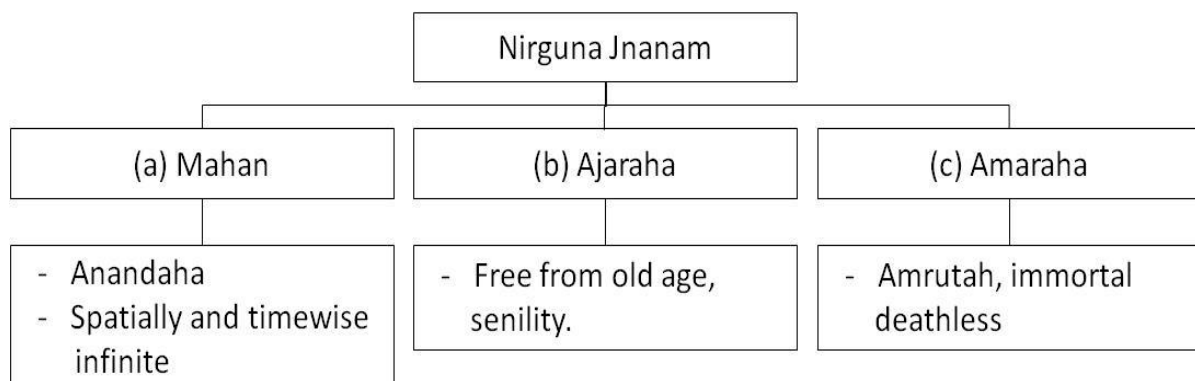 Nirguna Jnanam
(a) Mahan
(b) Ajaraha
(c) Amaraha
- Anandaha
- Spatially and timewise
infinite
- Free from old age,
senility.
- Amrutah, immortal
deathless